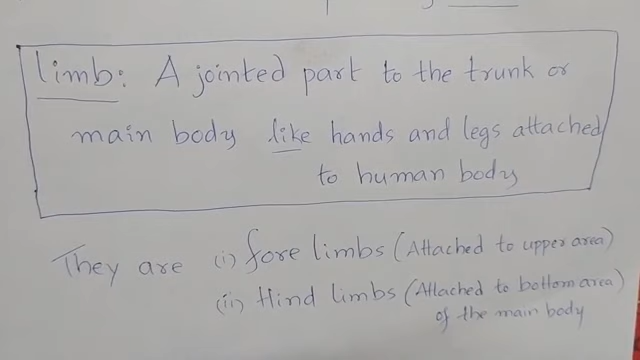 limb: A jointed part to the trunk or
main body like hands and legs attached
to human body
They are (i) fore limbs (Attached to upper area)
(ii) Hind limbs (Attached to bottom area)
of the main body